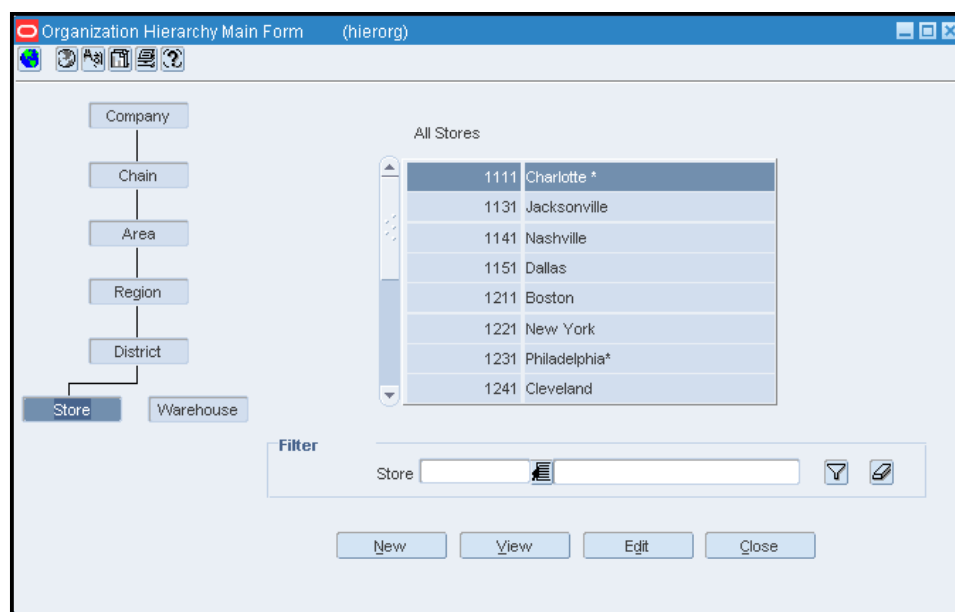 Organization Hierarchy Main Form (hierorg)
Company
Chain
Area
Region
District
Store
Warehouse
All Stores
1111 Charlotte *
1131 Jacksonville
1141 Nashville
1151 Dallas
1211 Boston
1221 New York
1231 Philadelphia*
1241 Cleveland
Filter
Store
New View Edit Close